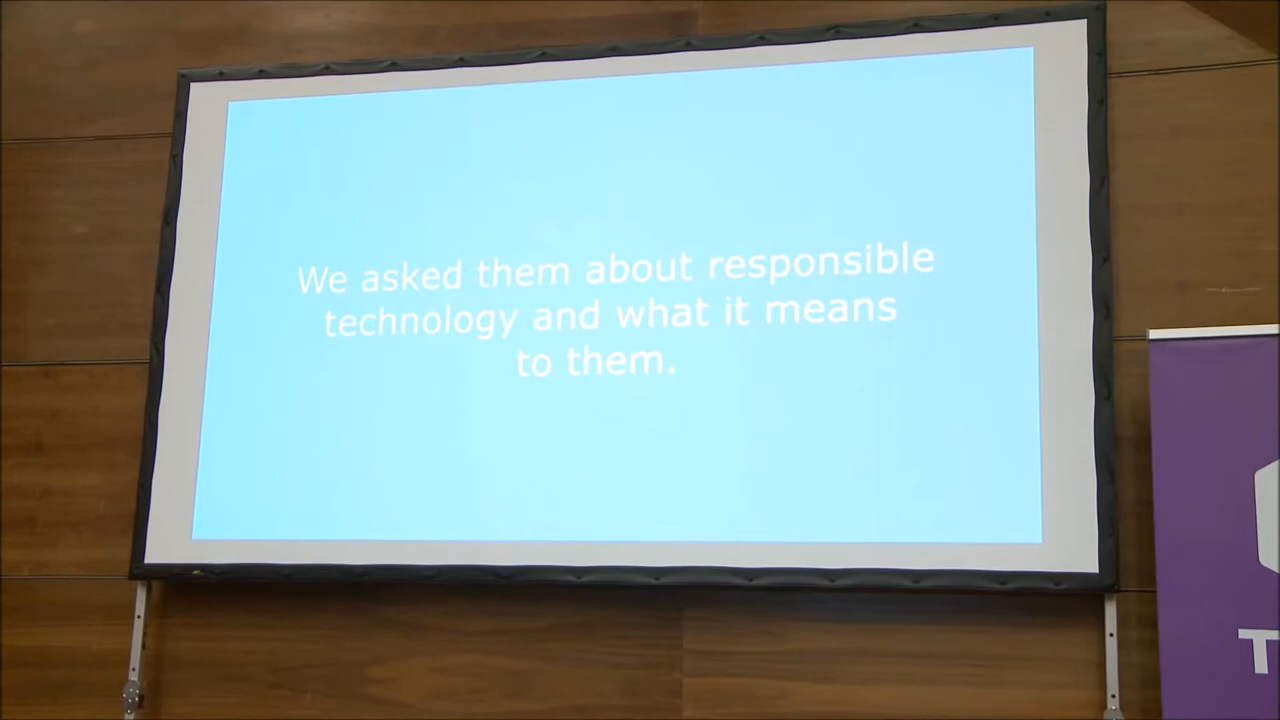 We asked them about responsible
technology and what it means
to them.
T